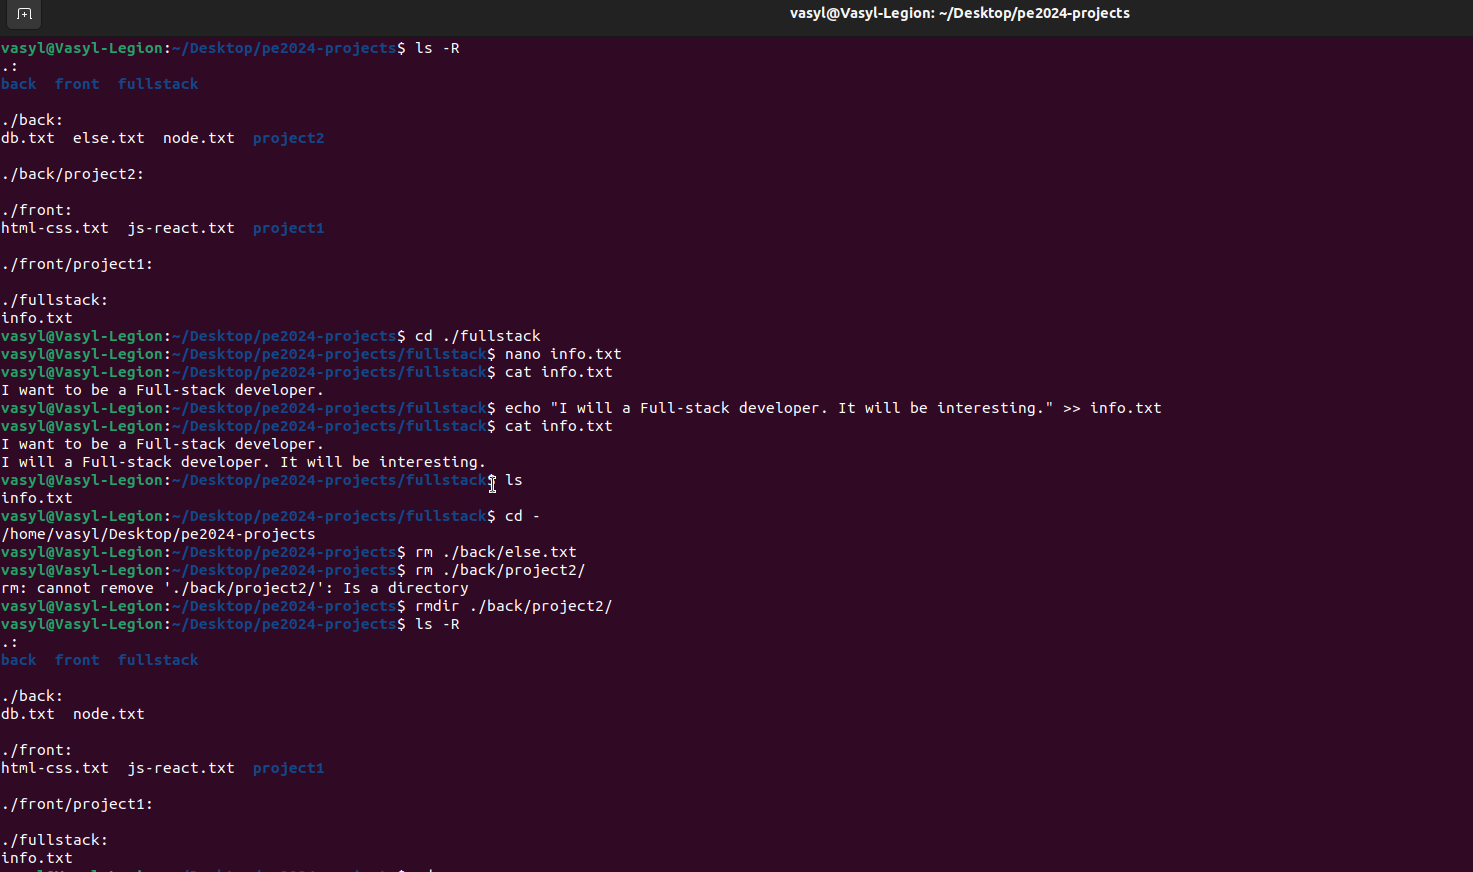 vasyl@Vasyl-Legion: ~/Desktop/pe2024-projects
vasyl@Vasyl-Legion:~/Desktop/pe2024-projects$ ls -R
.:
back  front  fullstack
./back:
db.txt  else.txt  node.txt  project2
./back/project2:
./front:
html-css.txt  js-react.txt  project1
./front/project1:
./fullstack:
info.txt
vasyl@Vasyl-Legion:~/Desktop/pe2024-projects$ cd ./fullstack
vasyl@Vasyl-Legion:~/Desktop/pe2024-projects/fullstack$ nano info.txt
vasyl@Vasyl-Legion:~/Desktop/pe2024-projects/fullstack$ cat info.txt
I want to be a Full-stack developer.
vasyl@Vasyl-Legion:~/Desktop/pe2024-projects/fullstack$ echo "I will a Full-stack developer. It will be interesting." >> info.txt
vasyl@Vasyl-Legion:~/Desktop/pe2024-projects/fullstack$ cat info.txt
I want to be a Full-stack developer.
I will a Full-stack developer. It will be interesting.
vasyl@Vasyl-Legion:~/Desktop/pe2024-projects/fullstack$ ls
info.txt
vasyl@Vasyl-Legion:~/Desktop/pe2024-projects/fullstack$ cd -
/home/vasyl/Desktop/pe2024-projects
vasyl@Vasyl-Legion:~/Desktop/pe2024-projects$ rm ./back/else.txt
vasyl@Vasyl-Legion:~/Desktop/pe2024-projects$ rm ./back/project2/
rm: cannot remove './back/project2/': Is a directory
vasyl@Vasyl-Legion:~/Desktop/pe2024-projects$ rmdir ./back/project2/
vasyl@Vasyl-Legion:~/Desktop/pe2024-projects$ ls -R
.:
back  front  fullstack
./back:
db.txt  node.txt
./front:
html-css.txt  js-react.txt  project1
./front/project1:
./fullstack:
info.txt